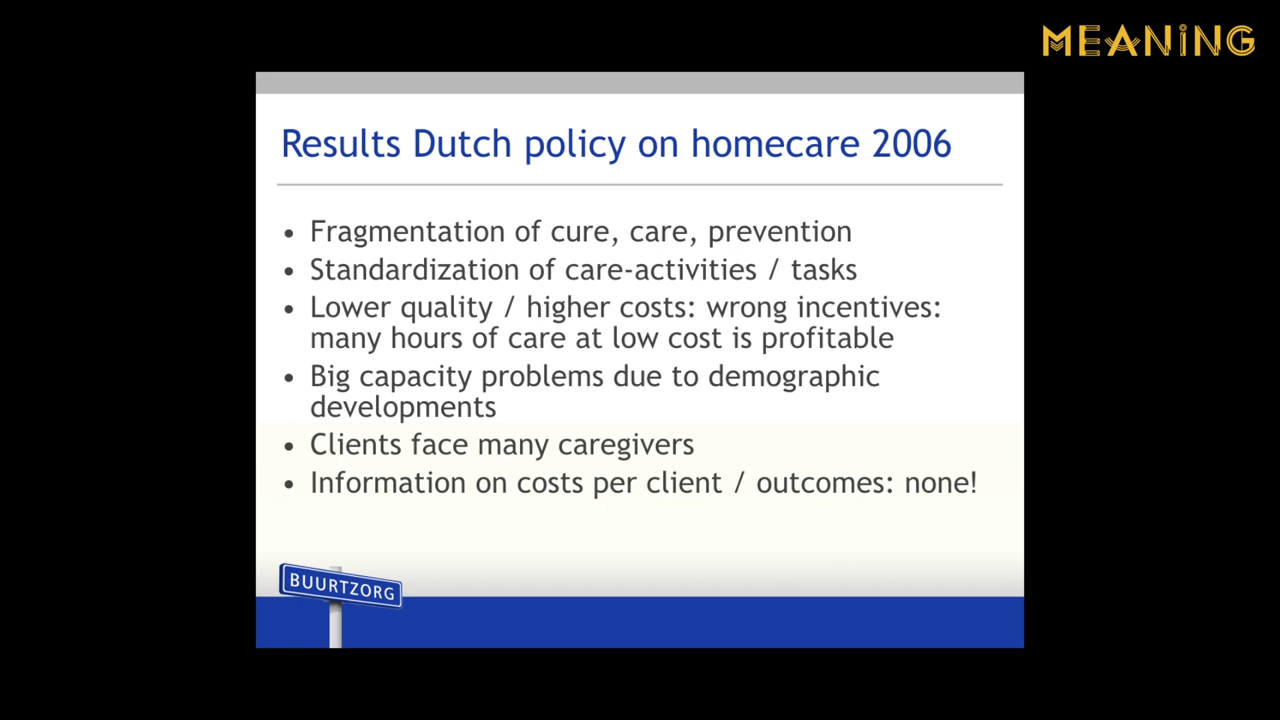 MEANING
Results Dutch policy on homecare 2006
• Fragmentation of cure, care, prevention
• Standardization of care-activities / tasks
• Lower quality / higher costs: wrong incentives:
many hours of care at low cost is profitable
• Big capacity problems due to demographic
developments
• Clients face many caregivers
• Information on costs per client / outcomes: none!
BUURTZORG